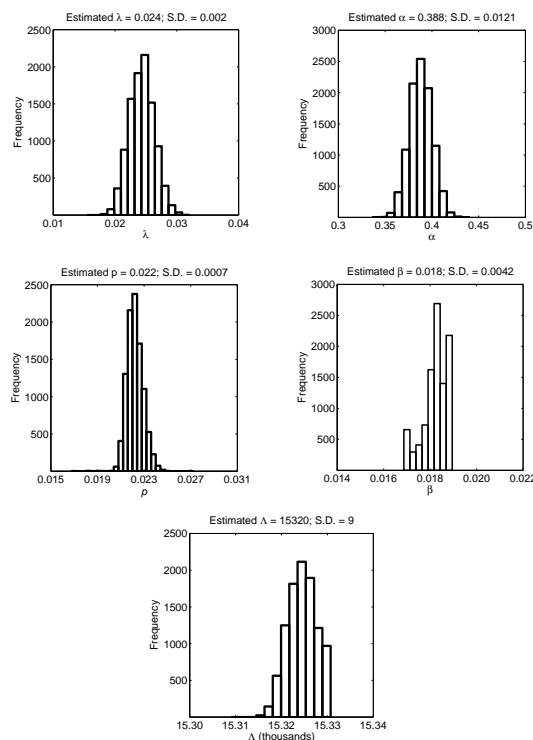 Estimated λ = 0.024; S.D. = 0.002
2500
2000
1500
1000
500
Frequency
0.01 0.02 0.03 0.04
λ
Estimated α = 0.388; S.D. = 0.0121
3000
2500
2000
1500
1000
500
Frequency
0.3 0.35 0.4 0.45 0.5
α
Estimated p = 0.022; S.D. = 0.0007
2500
2000
1500
1000
500
Frequency
0.015 0.019 0.023 0.027 0.031
p
Estimated β = 0.018; S.D. = 0.0042
3000
2500
2000
1500
1000
500
Frequency
0.014 0.016 0.018 0.020 0.022
β
Estimated Λ = 15320; S.D. = 9
2500
2000
1500
1000
500
Frequency
15.30 15.31 15.32 15.33 15.34
Λ (thousands)